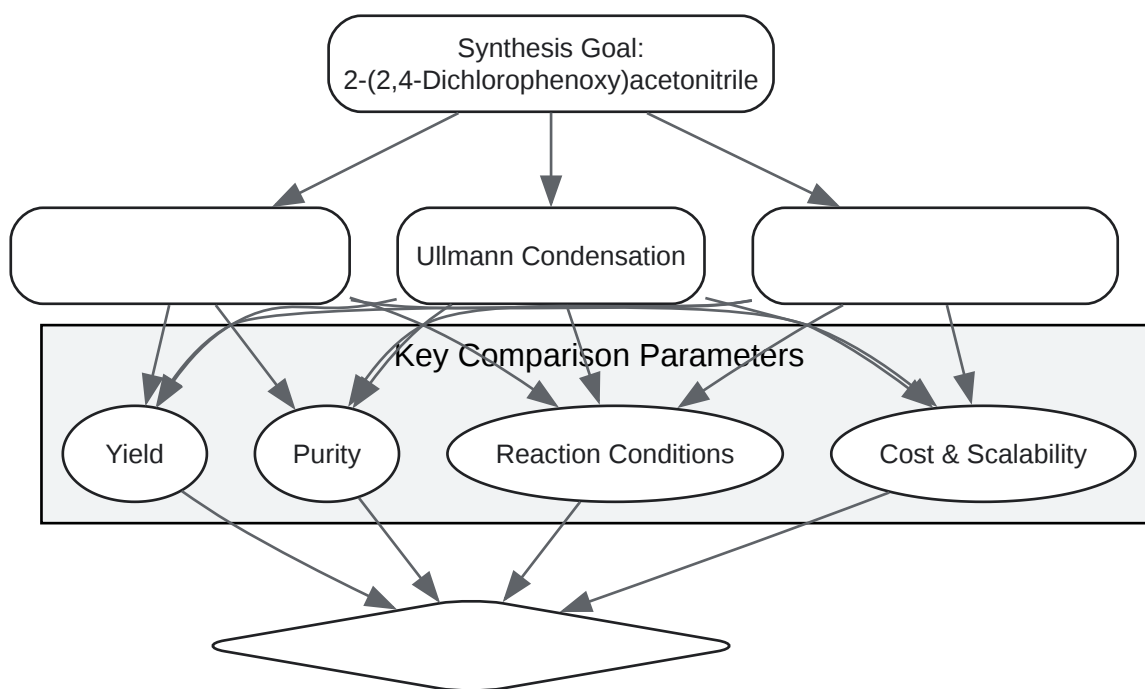 Synthesis Goal:
2-(2,4-Dichlorophenoxy)acetonitrile
Ullmann Condensation
Key Comparison Parameters
Yield
Purity
Reaction Conditions
Cost & Scalability